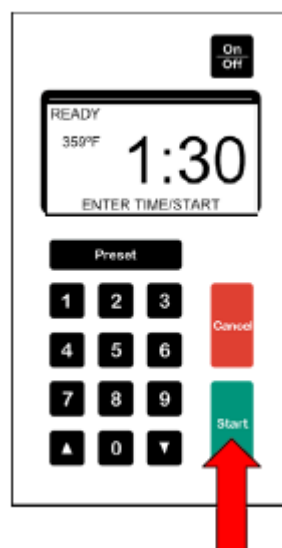 On
Off
READY
359°F
1:30
ENTER TIME/START
Preset
1 2 3
Cancel
4 5 6
7 8 9
Start
▲ 0 ▼